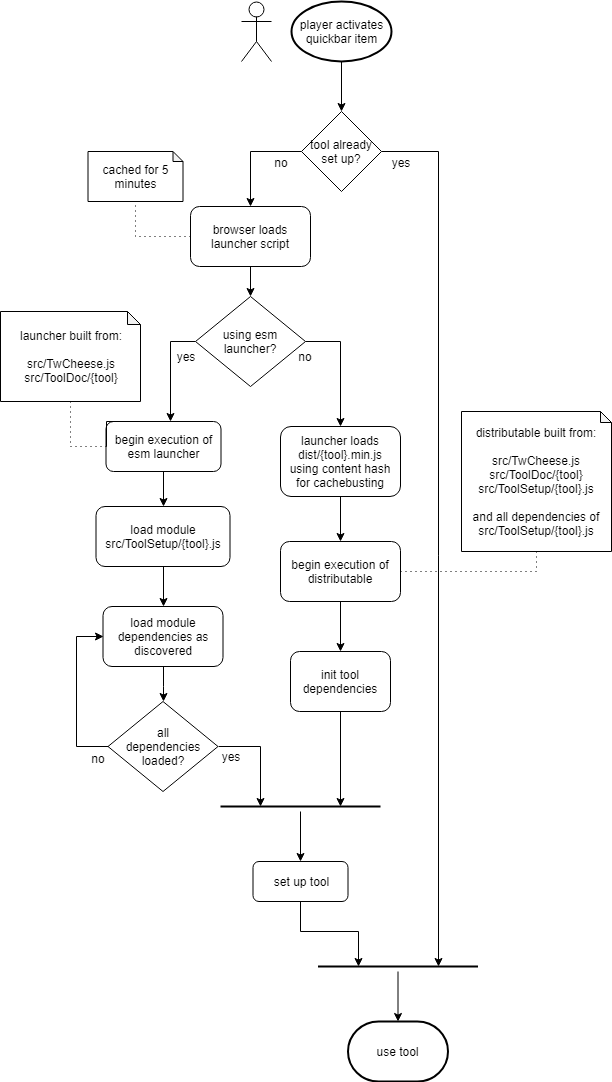 player activates
quickbar item
tool already
set up?
no
yes
cached for 5
minutes
browser loads
launcher script
using esm
launcher?
yes
no
launcher built from:
src/TwCheese.js
src/ToolDoc/{tool}
begin execution of
esm launcher
launcher loads
dist/{tool}.min.js
using content hash
for cachebusting
distributable built from:
src/TwCheese.js
src/ToolDoc/{tool}
src/ToolSetup/{tool}.js
and all dependencies of
src/ToolSetup/{tool}.js
load module
src/ToolSetup/{tool}.js
begin execution of
distributable
load module
dependencies as
discovered
init tool
dependencies
all
dependencies
loaded?
no
yes
set up tool
use tool